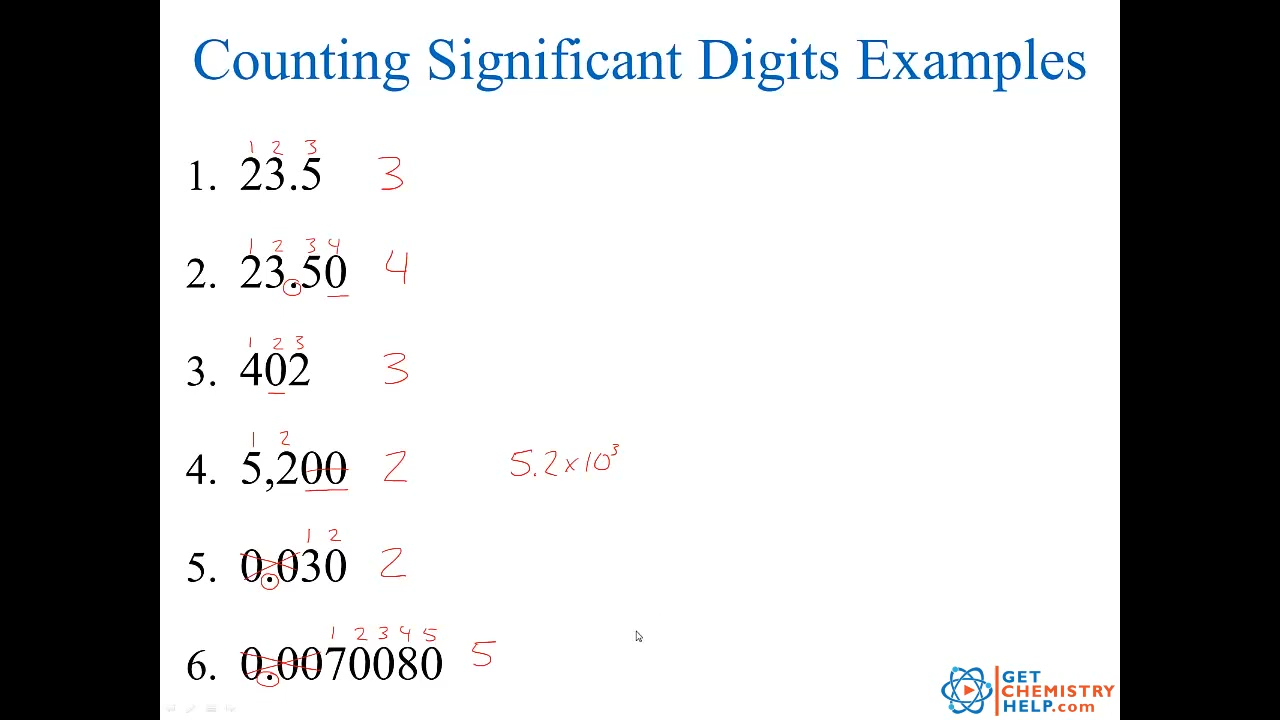 Counting Significant Digits Examples
1 2 3
1. 23.5 3
1 2 3 4
2. 23.50 4
1 2 3
3. 402 3
1 2
4. 5,200 2 5.2 x 10³
1 2
5. 0.030 2
1 2 3 4 5
6. 0.0070080 5
GET
CHEMISTRY
HELP.com